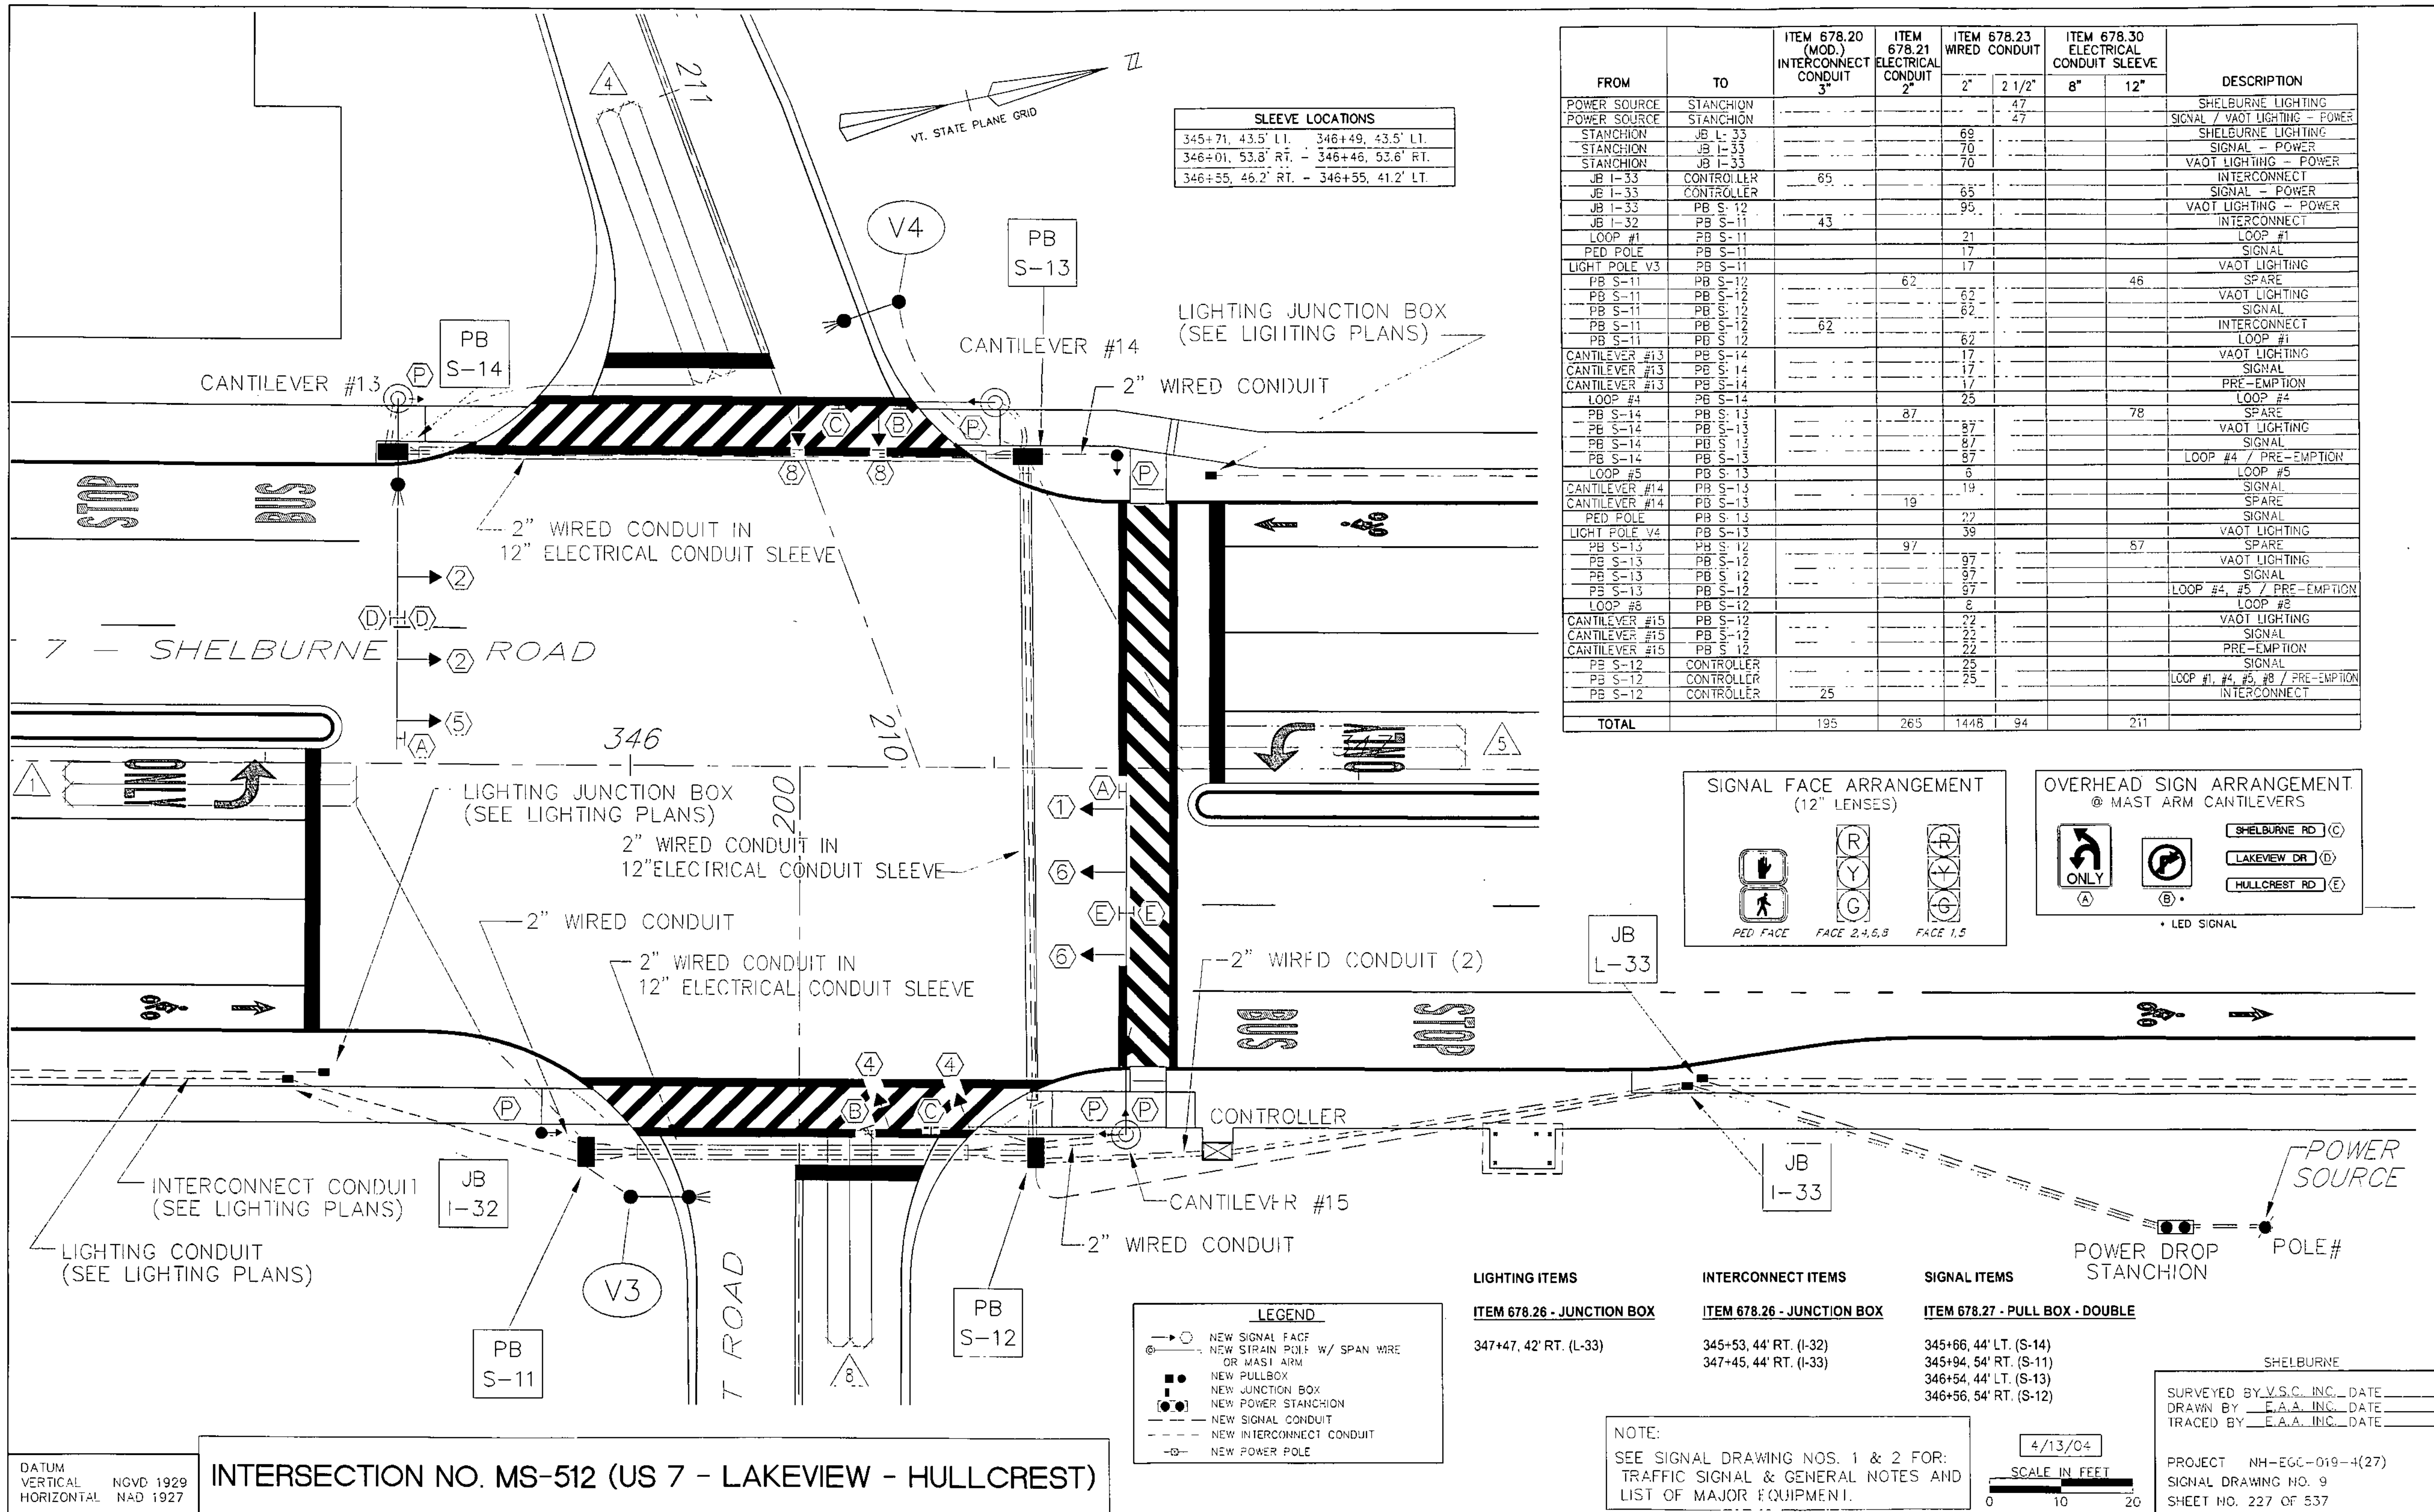 211
4
VT. STATE PLANE GRID
SLEEVE LOCATIONS
345+71, 43.5' LT. 346+49, 43.5' LT.
346+01, 53.8' RT. - 346+46, 53.6' RT.
346+55, 46.2' RT. - 346+55, 41.2' LT.
V4
PB
S-13
LIGHTING JUNCTION BOX
(SEE LIGHTING PLANS)
PB
S-14
CANTILEVER #13
P
CANTILEVER #14
2" WIRED CONDUIT
C
B
P
8
8
P
STOP
BUS
2" WIRED CONDUIT IN
12" ELECTRICAL CONDUIT SLEEVE
2
D
D
7 - SHELBURNE ROAD
2
5
A
346
210
200
1
ONLY
LIGHTING JUNCTION BOX
(SEE LIGHTING PLANS)
2" WIRED CONDUIT IN
12" ELECTRICAL CONDUIT SLEEVE
A
1
6
E
E
6
347
ONLY
5
2" WIRED CONDUIT
2" WIRED CONDUIT IN
12" ELECTRICAL CONDUIT SLEEVE
2" WIRED CONDUIT (2)
JB
L-33
BUS
STOP
4
4
B
C
P
P
P
CONTROLLER
INTERCONNECT CONDUIT
(SEE LIGHTING PLANS)
JB
I-32
LIGHTING CONDUIT
(SEE LIGHTING PLANS)
CANTILEVER #15
2" WIRED CONDUIT
JB
I-33
POWER
SOURCE
POWER DROP
STANCHION
POLE#
V3
PB
S-11
T ROAD
8
PB
S-12
FROM TO ITEM 678.20 (MOD.) INTERCONNECT CONDUIT 3" ITEM 678.21 ELECTRICAL CONDUIT 2" ITEM 678.23 WIRED CONDUIT 2" 2 1/2" ITEM 678.30 ELECTRICAL CONDUIT SLEEVE 8" 12" DESCRIPTION
POWER SOURCE STANCHION 47 SHELBURNE LIGHTING
POWER SOURCE STANCHION 47 SIGNAL / VAOT LIGHTING - POWER
STANCHION JB L-33 69 SHELBURNE LIGHTING
STANCHION JB I-33 70 SIGNAL - POWER
STANCHION JB I-33 70 VAOT LIGHTING - POWER
JB I-33 CONTROLLER 65 INTERCONNECT
JB I-33 CONTROLLER 65 SIGNAL - POWER
JB I-33 PB S-12 95 VAOT LIGHTING - POWER
JB I-32 PB S-11 43 INTERCONNECT
LOOP #1 PB S-11 21 LOOP #1
PED POLE PB S-11 17 SIGNAL
LIGHT POLE V3 PB S-11 17 VAOT LIGHTING
PB S-11 PB S-12 62 46 SPARE
PB S-11 PB S-12 62 VAOT LIGHTING
PB S-11 PB S-12 62 SIGNAL
PB S-11 PB S-12 62 INTERCONNECT
PB S-11 PB S-12 62 LOOP #1
CANTILEVER #13 PB S-14 17 VAOT LIGHTING
CANTILEVER #13 PB S-14 17 SIGNAL
CANTILEVER #13 PB S-14 17 PRE-EMPTION
LOOP #4 PB S-14 25 LOOP #4
PB S-14 PB S-13 87 78 SPARE
PB S-14 PB S-13 87 VAOT LIGHTING
PB S-14 PB S-13 87 SIGNAL
PB S-14 PB S-13 87 LOOP #4 / PRE-EMPTION
LOOP #5 PB S-13 6 LOOP #5
CANTILEVER #14 PB S-13 19 SIGNAL
CANTILEVER #14 PB S-13 19 SPARE
PED POLE PB S-13 22 SIGNAL
LIGHT POLE V4 PB S-13 39 VAOT LIGHTING
PB S-13 PB S-12 97 87 SPARE
PB S-13 PB S-12 97 VAOT LIGHTING
PB S-13 PB S-12 97 SIGNAL
PB S-13 PB S-12 97 LOOP #4, #5 / PRE-EMPTION
LOOP #8 PB S-12 8 LOOP #8
CANTILEVER #15 PB S-12 22 VAOT LIGHTING
CANTILEVER #15 PB S-12 22 SIGNAL
CANTILEVER #15 PB S-12 22 PRE-EMPTION
PB S-12 CONTROLLER 25 SIGNAL
PB S-12 CONTROLLER 25 LOOP #1, #4, #5, #8 / PRE-EMPTION
PB S-12 CONTROLLER 25 INTERCONNECT
TOTAL 195 265 1448 94 211
SIGNAL FACE ARRANGEMENT
(12" LENSES)
R R
Y Y
G G
PED FACE FACE 2,4,6,8 FACE 1,5
OVERHEAD SIGN ARRANGEMENT
@ MAST ARM CANTILEVERS
ONLY
A
B *
SHELBURNE RD C
LAKEVIEW DR D
HULLCREST RD E
* LED SIGNAL
LIGHTING ITEMS
ITEM 678.26 - JUNCTION BOX
347+47, 42' RT. (L-33)
INTERCONNECT ITEMS
ITEM 678.26 - JUNCTION BOX
345+53, 44' RT. (I-32)
347+45, 44' RT. (I-33)
SIGNAL ITEMS
ITEM 678.27 - PULL BOX - DOUBLE
345+66, 44' LT. (S-14)
345+94, 54' RT. (S-11)
346+54, 44' LT. (S-13)
346+56, 54' RT. (S-12)
LEGEND
NEW SIGNAL FACE
NEW STRAIN POLE W/ SPAN WIRE
OR MAST ARM
NEW PULLBOX
NEW JUNCTION BOX
NEW POWER STANCHION
NEW SIGNAL CONDUIT
NEW INTERCONNECT CONDUIT
NEW POWER POLE
NOTE:
SEE SIGNAL DRAWING NOS. 1 & 2 FOR:
TRAFFIC SIGNAL & GENERAL NOTES AND
LIST OF MAJOR EQUIPMENT.
4/13/04
SCALE IN FEET
0 10 20
SHELBURNE
SURVEYED BY V.S.C. INC. DATE
DRAWN BY E.A.A. INC. DATE
TRACED BY E.A.A. INC. DATE
PROJECT NH-EGC-019-4(27)
SIGNAL DRAWING NO. 9
SHEET NO. 227 OF 537
DATUM
VERTICAL NGVD 1929
HORIZONTAL NAD 1927
INTERSECTION NO. MS-512 (US 7 - LAKEVIEW - HULLCREST)